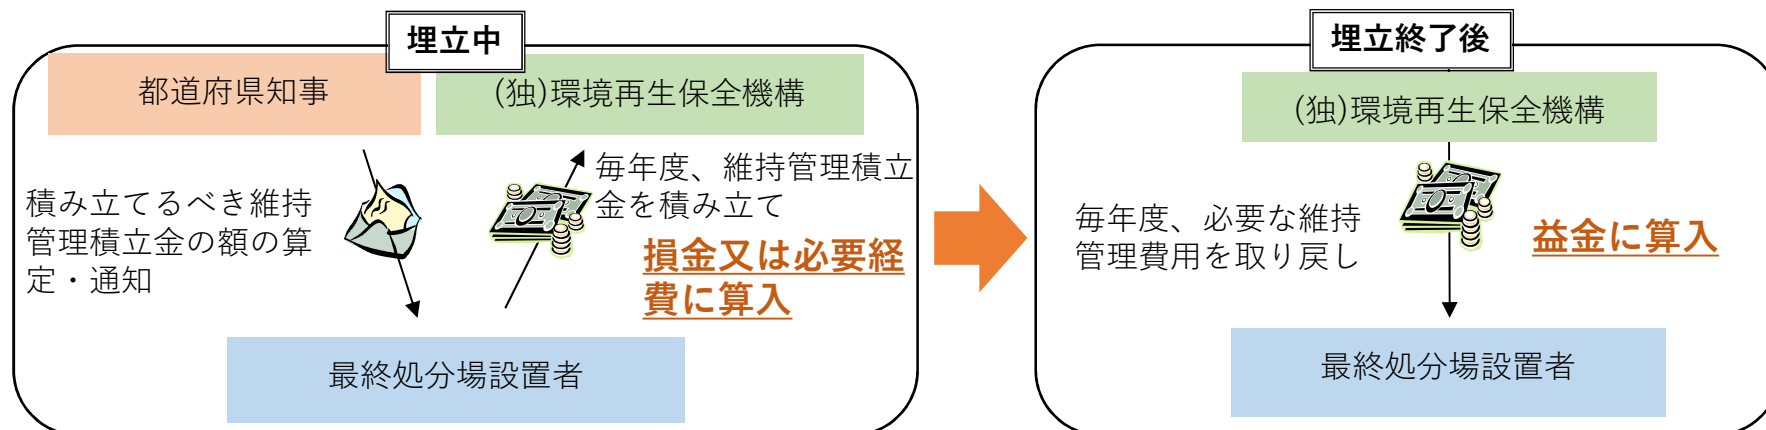 埋立中
都道府県知事
(独)環境再生保全機構
積み立てるべき維持
管理積立金の額の算
定・通知
毎年度、維持管理積立
金を積み立て
損金又は必要経
費に算入
最終処分場設置者
埋立終了後
(独)環境再生保全機構
毎年度、必要な維持
管理費用を取り戻し
益金に算入
最終処分場設置者